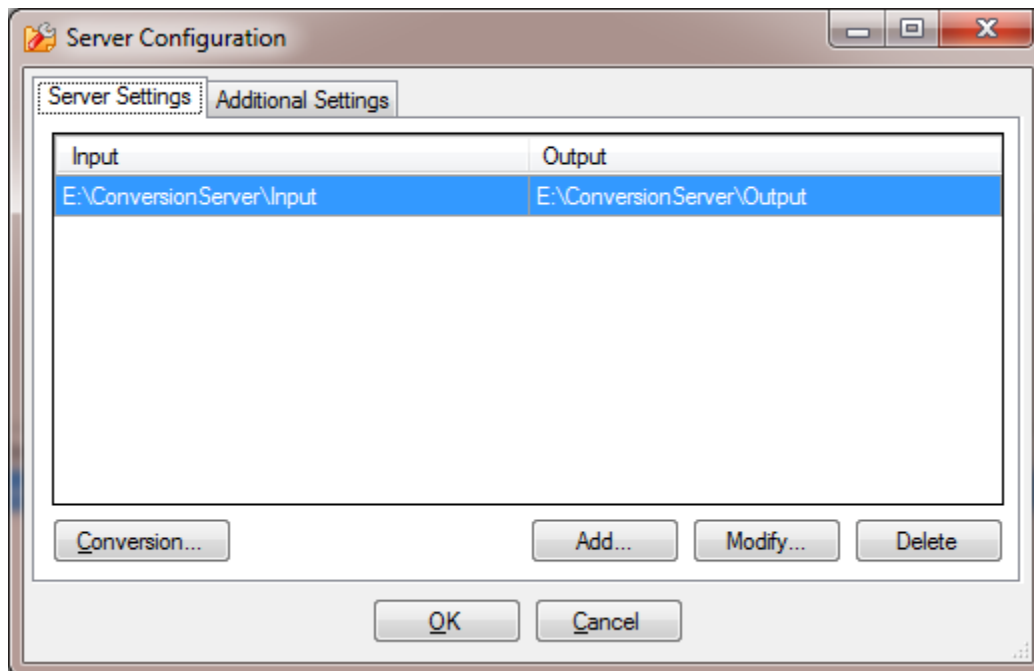 Server Configuration
Server Settings Additional Settings
Input Output
E:\ConversionServer\Input E:\ConversionServer\Output
Conversion... Add... Modify... Delete
OK Cancel